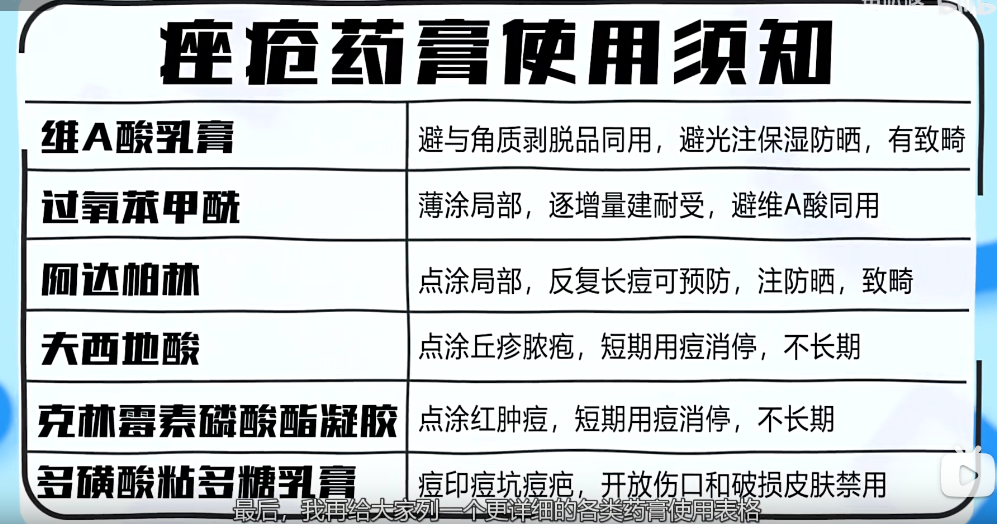 痤疮药膏使用须知
维A酸乳膏
避与角质剥脱品同用，避光注保湿防晒，有致畸
过氧苯甲酰
薄涂局部，逐增量建耐受，避维A酸同用
阿达帕林
点涂局部，反复长痘可预防，注防晒，致畸
夫西地酸
点涂丘疹脓疱，短期用痘消停，不长期
克林霉素磷酸酯凝胶
点涂红肿痘，短期用痘消停，不长期
多磺酸粘多糖乳膏
痘印痘坑痘疤，开放伤口和破损皮肤禁用
最后，我再给大家列一个更详细的各类药膏使用表格